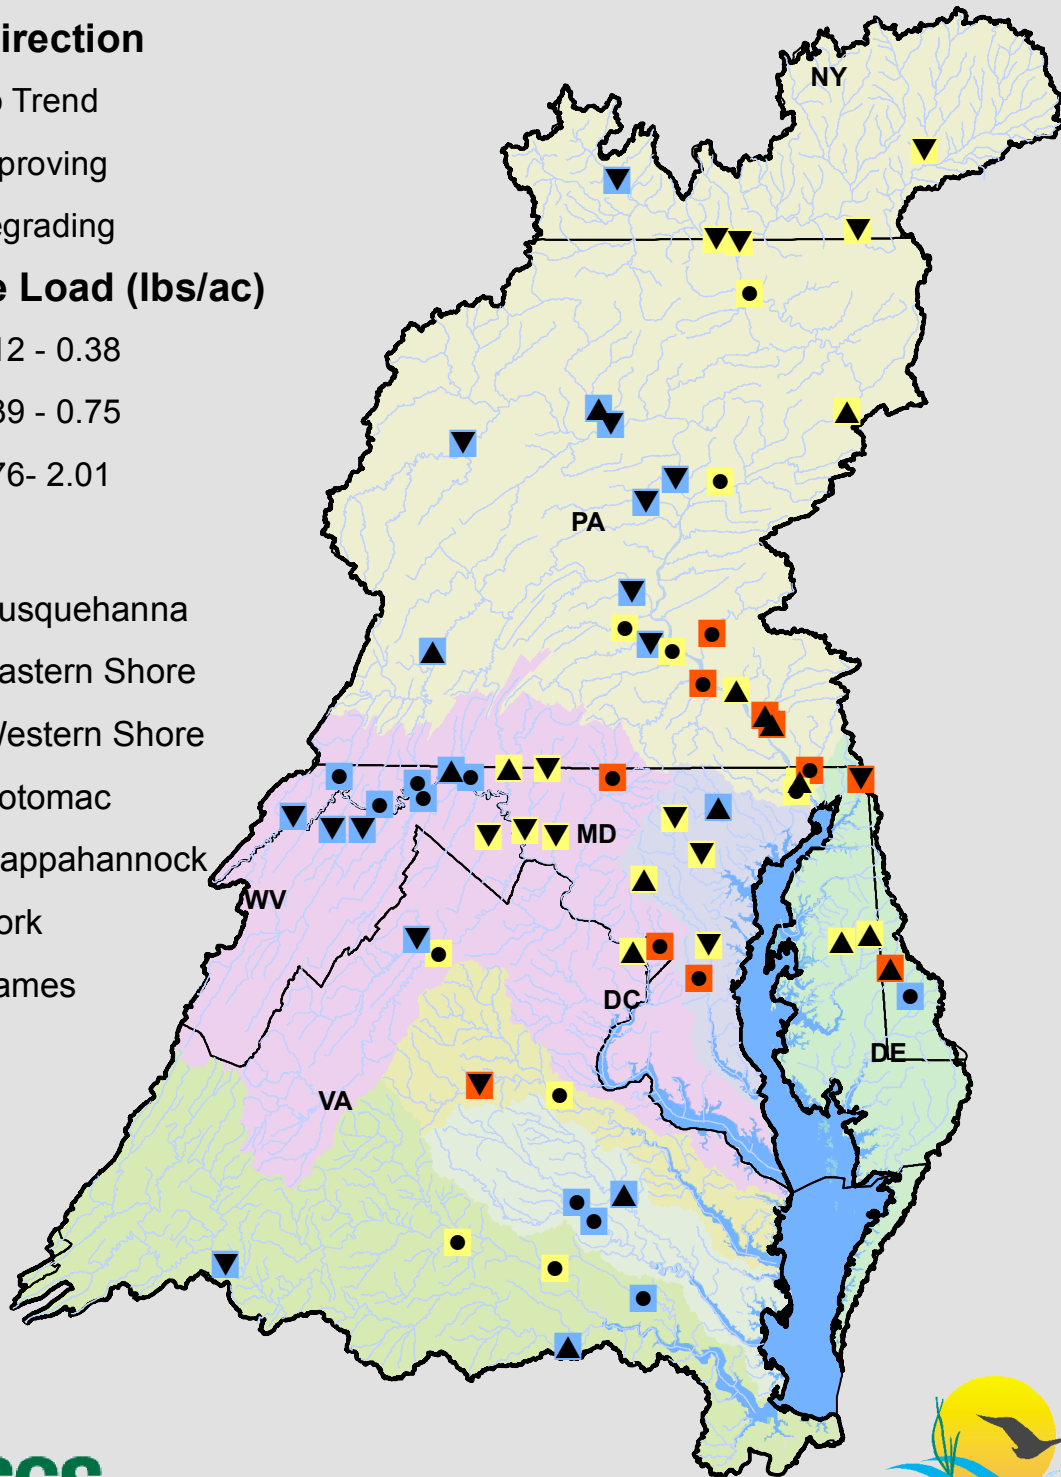 irection
Trend
proving
egrading
e Load (lbs/ac)
12 - 0.38
39 - 0.75
76- 2.01
usquehanna
astern Shore
Western Shore
otomac
appahannock
ork
ames
NY
PA
MD
WV
DC
DE
VA